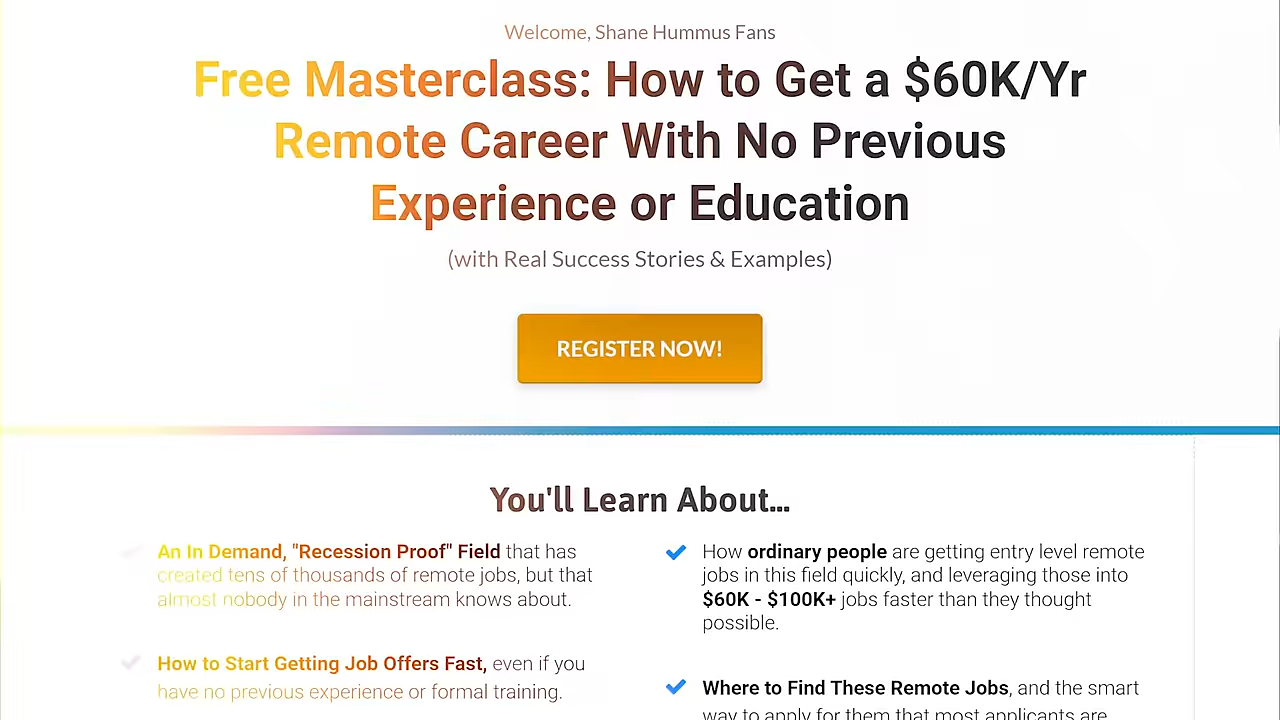 Welcome, Shane Hummus Fans
Free Masterclass: How to Get a $60K/Yr
Remote Career With No Previous
Experience or Education
(with Real Success Stories & Examples)
REGISTER NOW!
You'll Learn About...
An In Demand, "Recession Proof" Field that has
created tens of thousands of remote jobs, but that
almost nobody in the mainstream knows about.
How to Start Getting Job Offers Fast, even if you
have no previous experience or formal training.
How ordinary people are getting entry level remote
jobs in this field quickly, and leveraging those into
$60K - $100K+ jobs faster than they thought
possible.
Where to Find These Remote Jobs, and the smart
way to apply for them that most applicants are